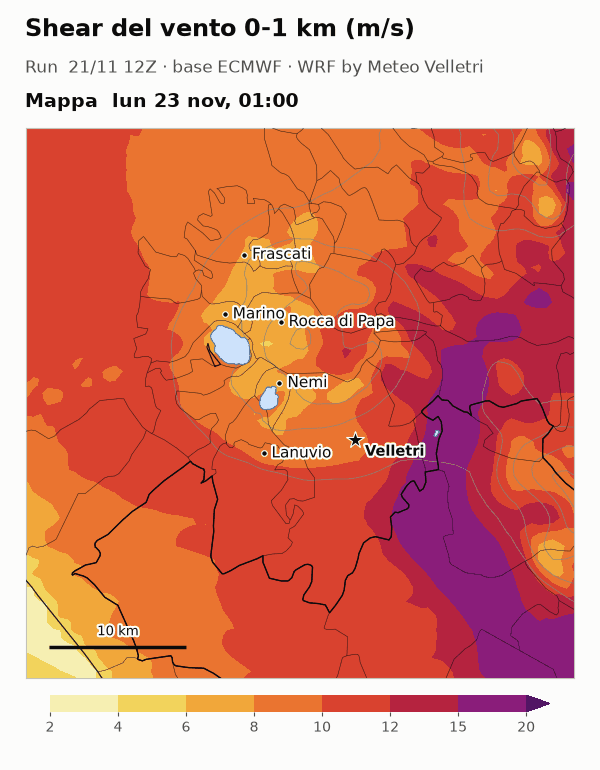 Shear del vento 0-1 km (m/s)
Run  21/11 12Z · base ECMWF · WRF by Meteo Velletri
Mappa  lun 23 nov, 01:00
Frascati
Marino
Rocca di Papa
Nemi
Velletri
Lanuvio
10 km
2 4 6 8 10 12 15 20